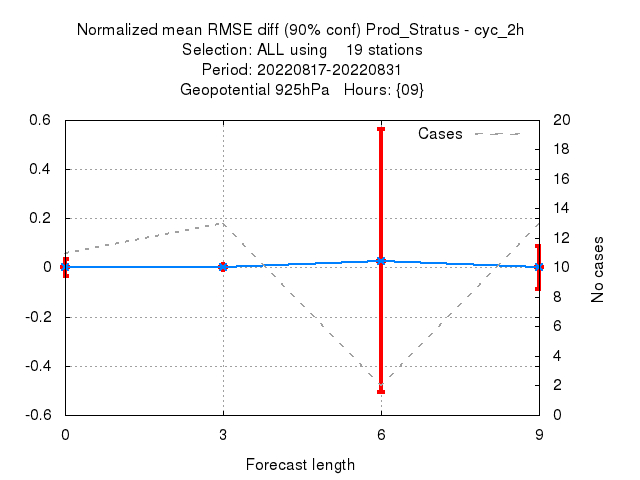 Normalized mean RMSE diff (90% conf) Prod_Stratus - cyc_2h
Selection: ALL using    19 stations
Period: 20220817-20220831
Geopotential 925hPa   Hours: {09}
Cases
0.6
0.4
0.2
0
-0.2
-0.4
-0.6
20
18
16
14
12
10
8
6
4
2
0
No cases
0 3 6 9
Forecast length